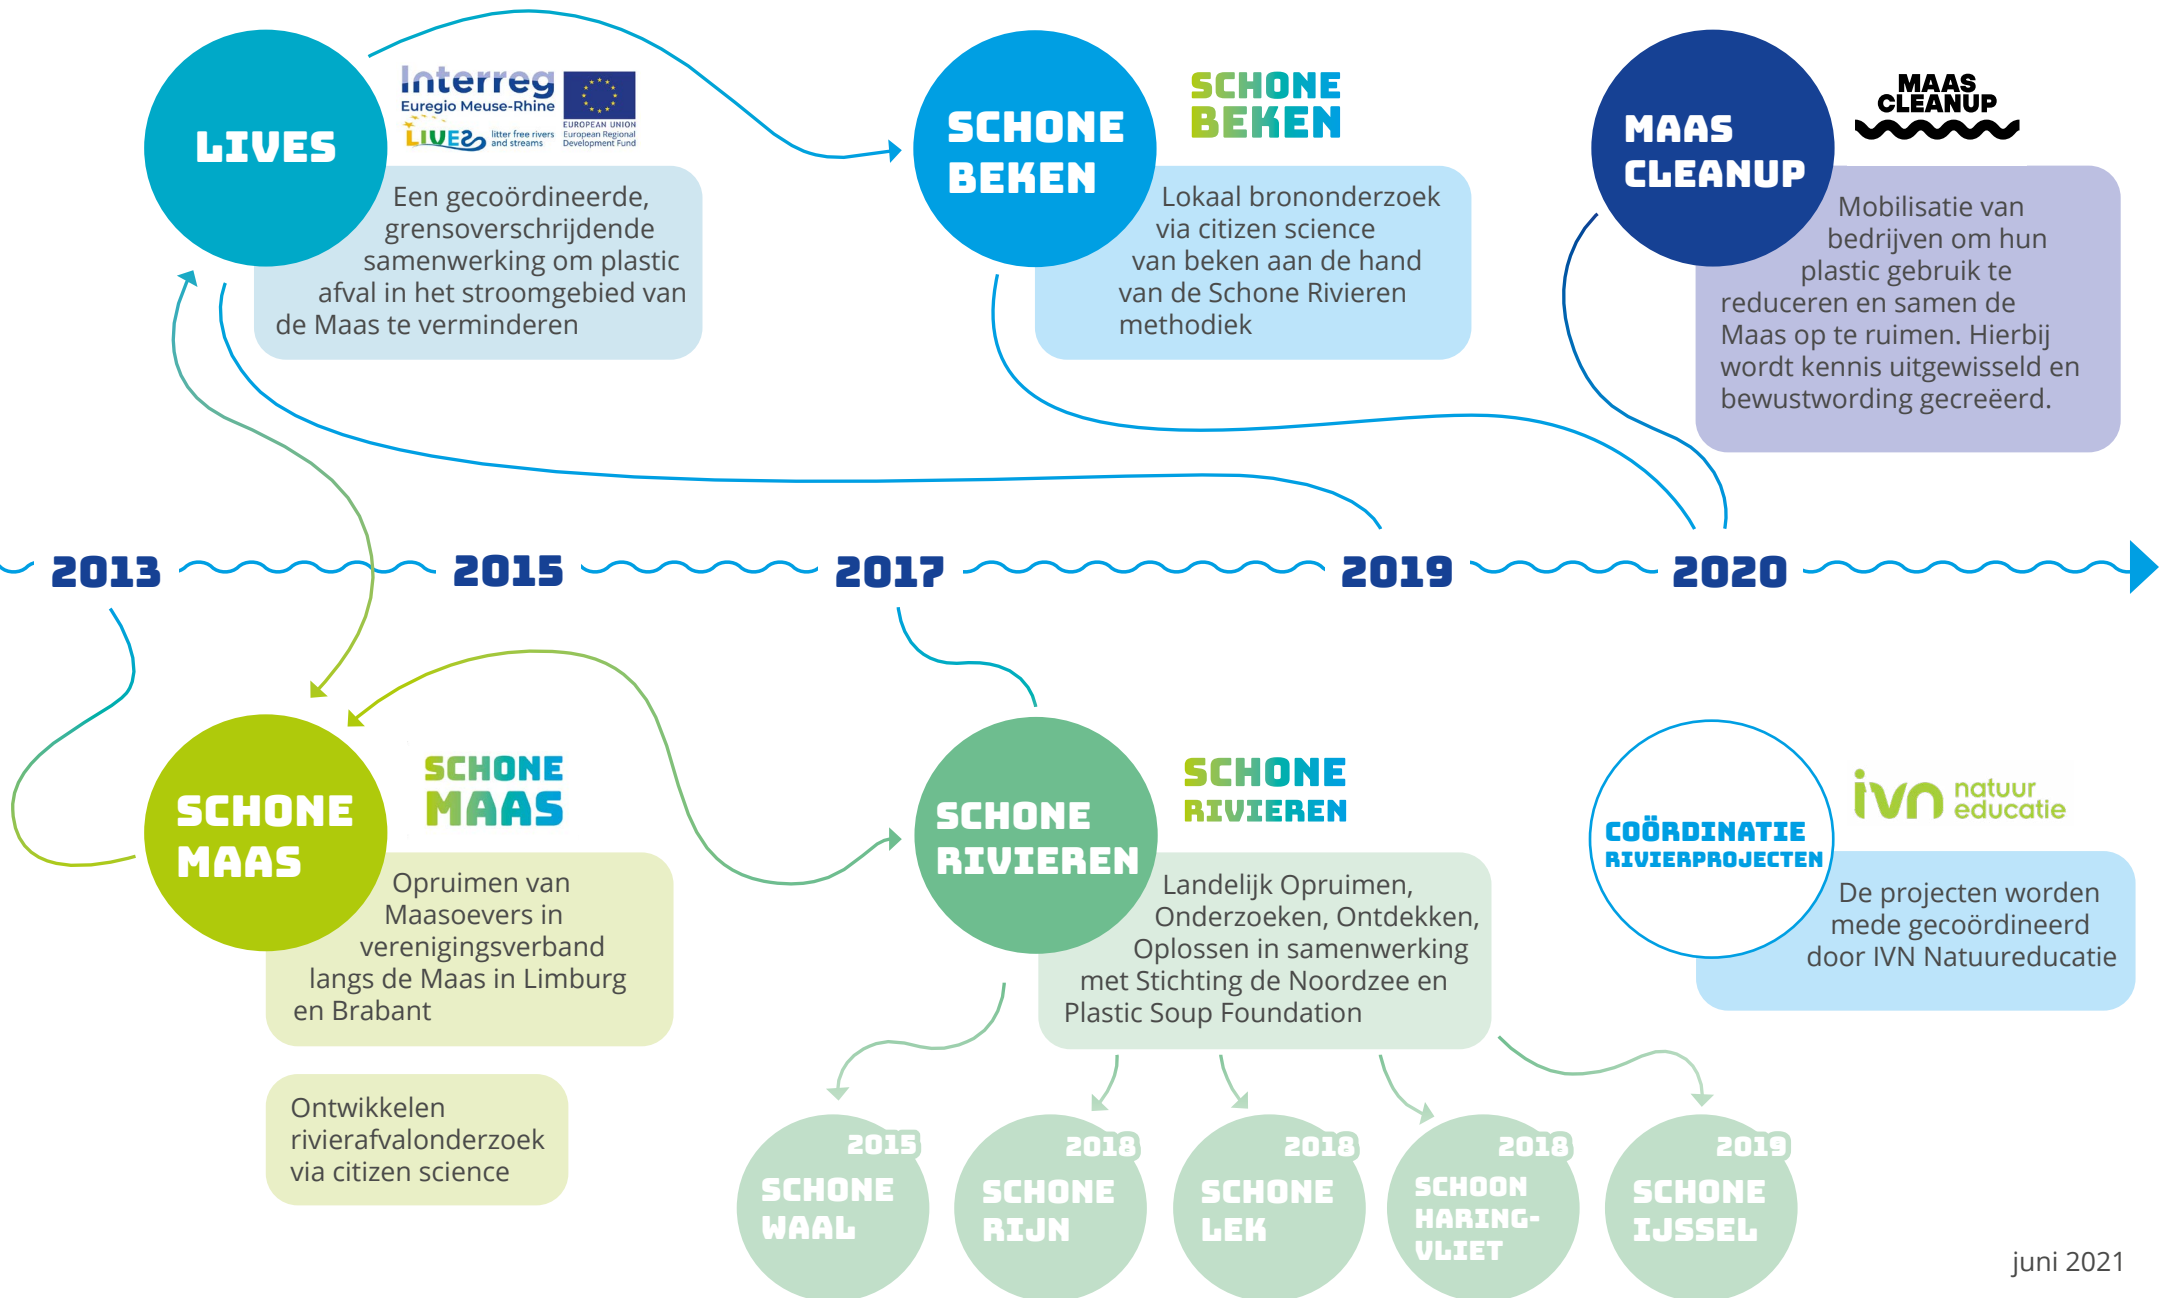 LIVES
Interreg
Euregio Meuse-Rhine
LIVES
litter free rivers
and streams
EUROPEAN UNION
European Regional
Development Fund
Een gecoördineerde,
grensoverschrijdende
samenwerking om plastic
afval in het stroomgebied van
de Maas te verminderen
SCHONE
BEKEN
SCHONE
BEKEN
Lokaal brononderzoek
via citizen science
van beken aan de hand
van de Schone Rivieren
methodiek
MAAS
CLEANUP
MAAS
CLEANUP
Mobilisatie van
bedrijven om hun
plastic gebruik te
reduceren en samen de
Maas op te ruimen. Hierbij
wordt kennis uitgewisseld en
bewustwording gecreëerd.
2013
2015
2017
2019
2020
SCHONE
MAAS
SCHONE
MAAS
Opruimen van
Maasoevers in
verenigingsverband
langs de Maas in Limburg
en Brabant
Ontwikkelen
rivierafvalonderzoek
via citizen science
SCHONE
RIVIEREN
SCHONE
RIVIEREN
Landelijk Opruimen,
Onderzoeken, Ontdekken,
Oplossen in samenwerking
met Stichting de Noordzee en
Plastic Soup Foundation
COÖRDINATIE
RIVIERPROJECTEN
ivn natuur
educatie
De projecten worden
mede gecoördineerd
door IVN Natuureducatie
2015
SCHONE
WAAL
2018
SCHONE
RIJN
2018
SCHONE
LEK
2018
SCHOON
HARING-
VLIET
2019
SCHONE
IJSSEL
juni 2021